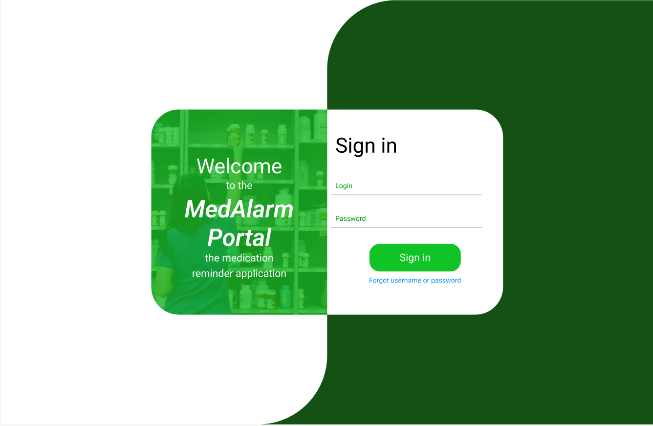 Welcome
to the
MedAlarm
Portal
the medication
reminder application
Sign in
Login
Password
Sign in
Forgot username or password